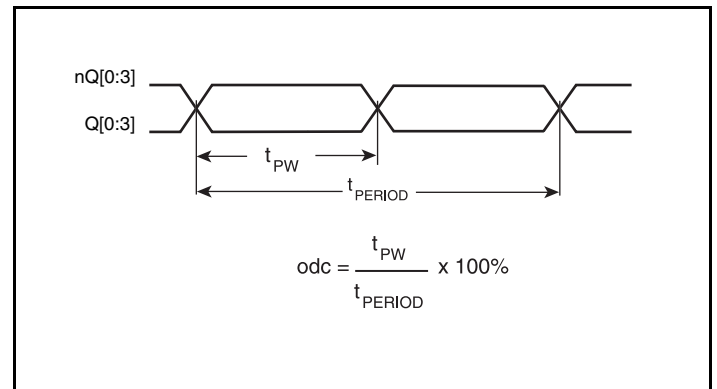 nQ[0:3]
Q[0:3]
tPW
tPERIOD
odc = tPW / tPERIOD x 100%